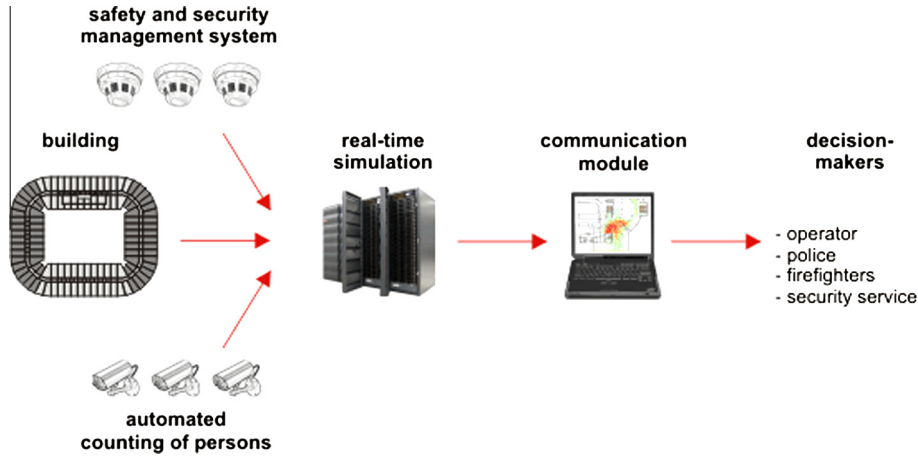 safety and security
management system
building
real-time
simulation
communication
module
decision-
makers
- operator
- police
- firefighters
- security service
automated
counting of persons